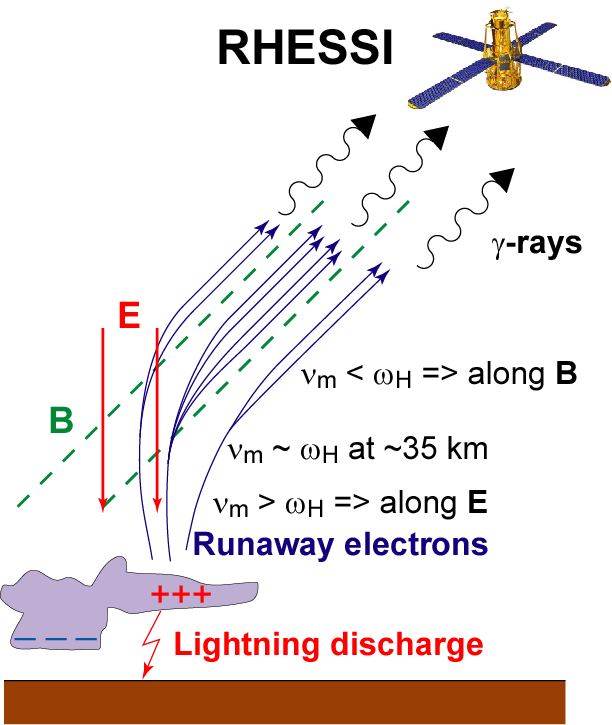 RHESSI
γ-rays
E
B
νm < ωH => along B
νm ~ ωH at ~35 km
νm > ωH => along E
Runaway electrons
+++
_ _ _
Lightning discharge